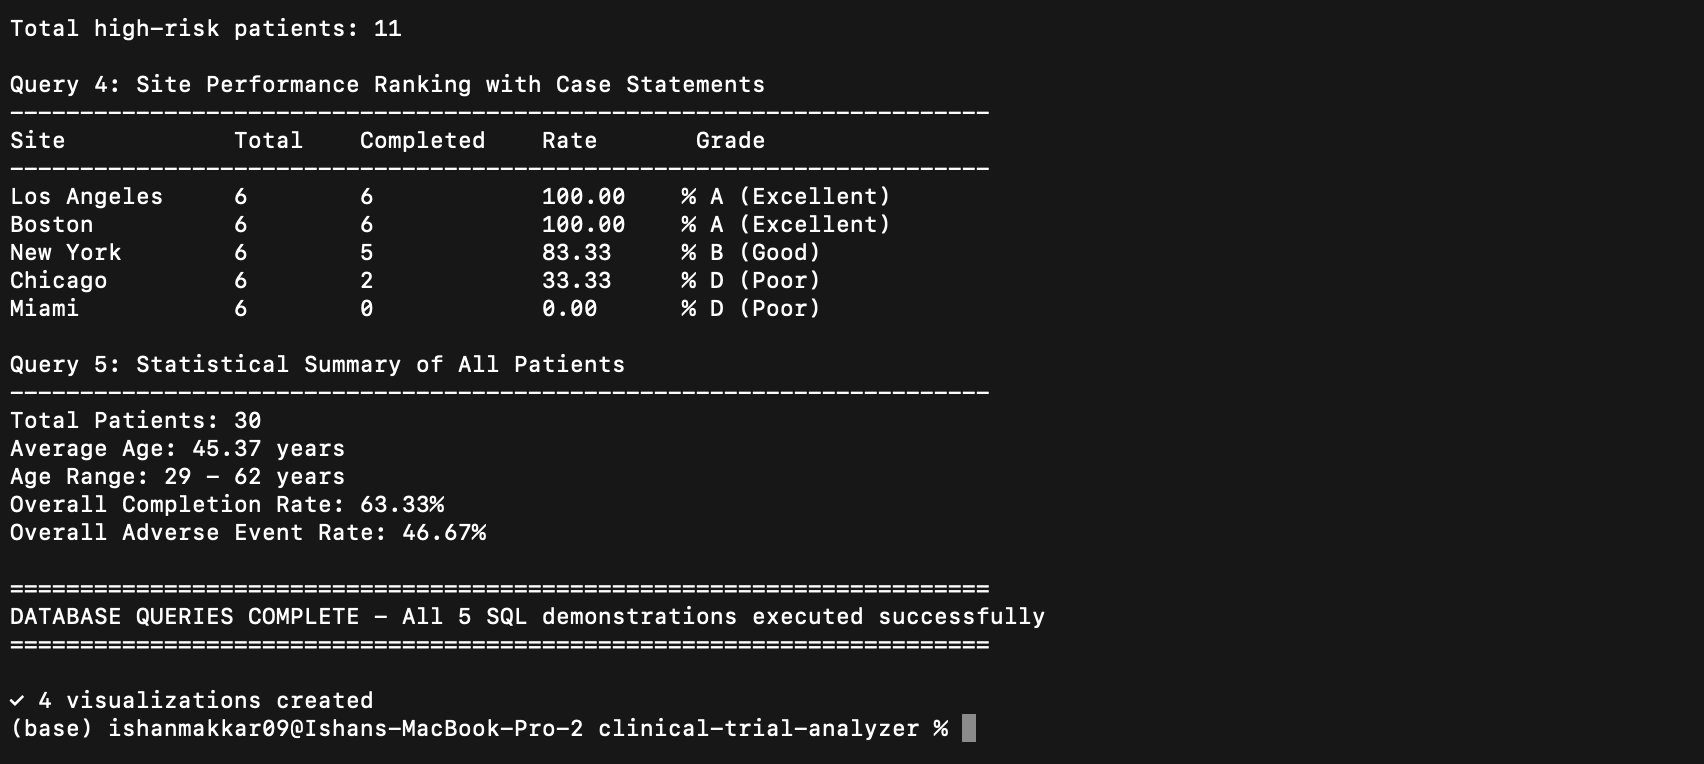 Total high-risk patients: 11
Query 4: Site Performance Ranking with Case Statements
----------------------------------------------------------------------
Site            Total    Completed    Rate       Grade
----------------------------------------------------------------------
Los Angeles     6        6            100.00    % A (Excellent)
Boston          6        6            100.00    % A (Excellent)
New York        6        5            83.33     % B (Good)
Chicago         6        2            33.33     % D (Poor)
Miami           6        0            0.00      % D (Poor)
Query 5: Statistical Summary of All Patients
----------------------------------------------------------------------
Total Patients: 30
Average Age: 45.37 years
Age Range: 29 - 62 years
Overall Completion Rate: 63.33%
Overall Adverse Event Rate: 46.67%
======================================================================
DATABASE QUERIES COMPLETE - All 5 SQL demonstrations executed successfully
======================================================================
✓ 4 visualizations created
(base) ishanmakkar09@Ishans-MacBook-Pro-2 clinical-trial-analyzer %